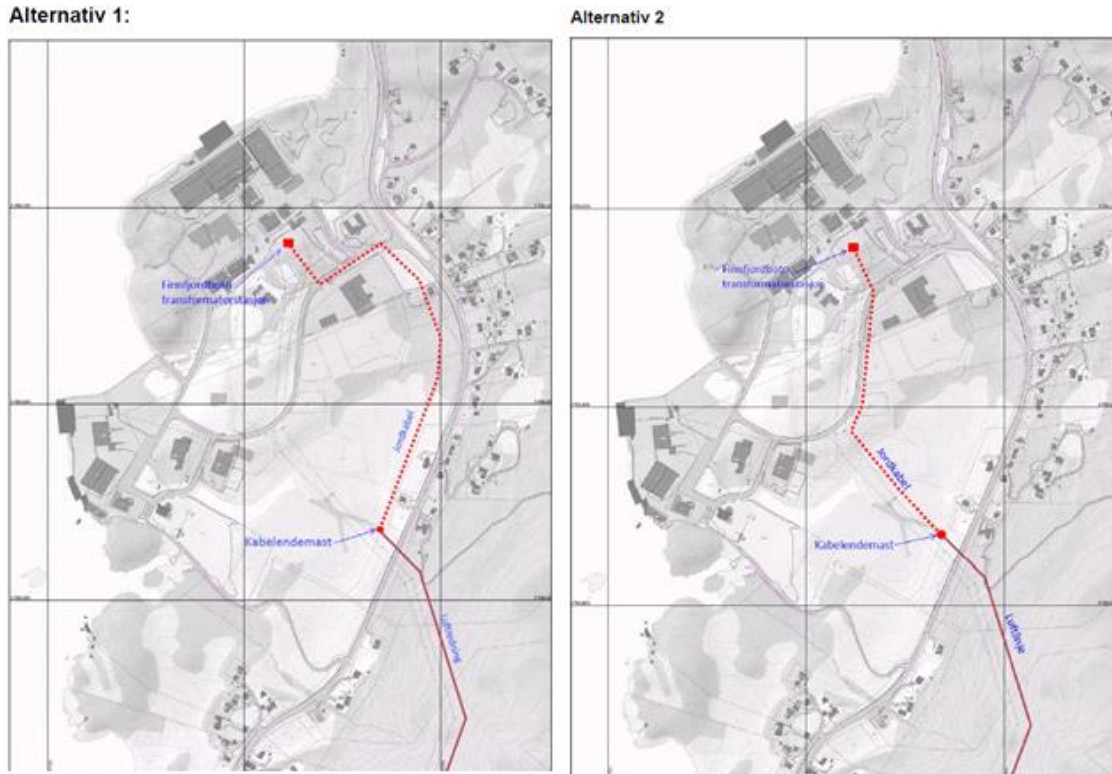 Alternativ 1:
Finnfjordbotn
transformatorstasjon
Jordkabel
Kabelendemast
Luftledning
Alternativ 2
Finnfjordbotn
transformatorstasjon
Jordkabel
Kabelendemast
Luftlinje